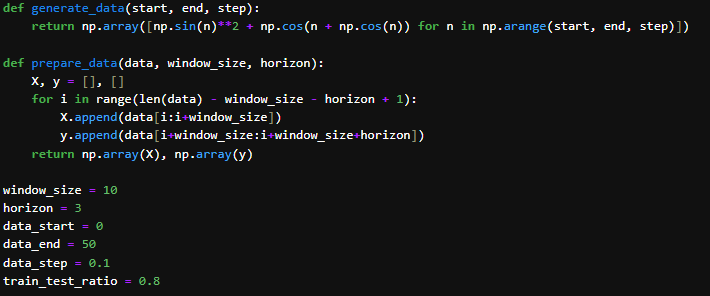 def generate_data(start, end, step):
    return np.array([np.sin(n)**2 + np.cos(n + np.cos(n)) for n in np.arange(start, end, step)])

def prepare_data(data, window_size, horizon):
    X, y = [], []
    for i in range(len(data) - window_size - horizon + 1):
        X.append(data[i:i+window_size])
        y.append(data[i+window_size:i+window_size+horizon])
    return np.array(X), np.array(y)

window_size = 10
horizon = 3
data_start = 0
data_end = 50
data_step = 0.1
train_test_ratio = 0.8